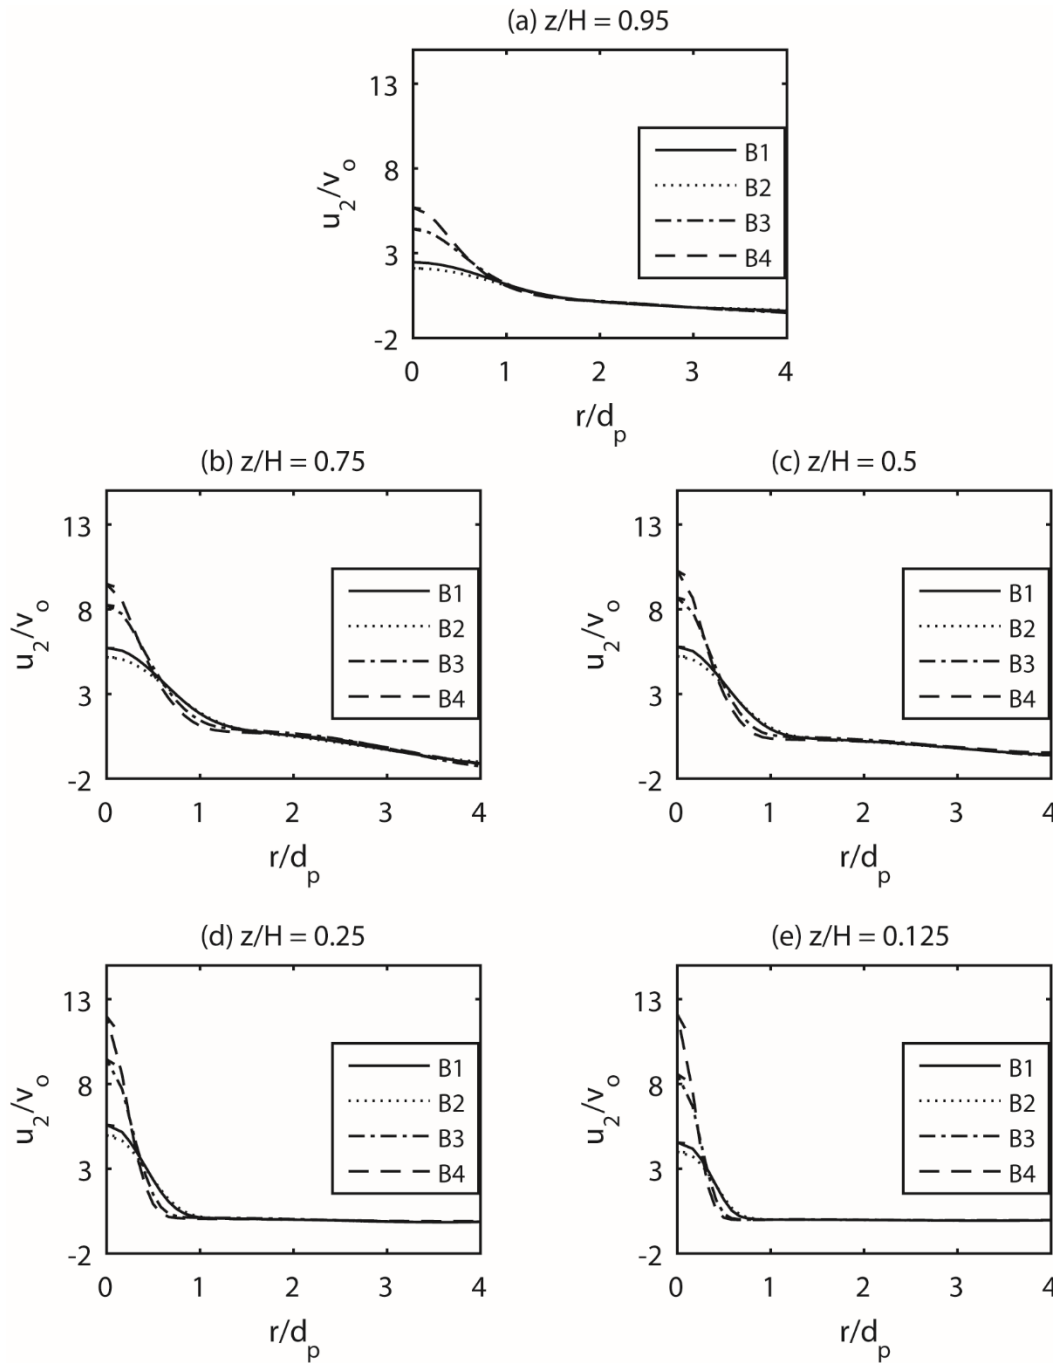 (a) z/H = 0.95
13
8
3
-2
u₂/vₒ
B1
B2
B3
B4
0 1 2 3 4
r/dₚ
(b) z/H = 0.75
13
8
3
-2
u₂/vₒ
B1
B2
B3
B4
0 1 2 3 4
r/dₚ
(c) z/H = 0.5
13
8
3
-2
u₂/vₒ
B1
B2
B3
B4
0 1 2 3 4
r/dₚ
(d) z/H = 0.25
13
8
3
-2
u₂/vₒ
B1
B2
B3
B4
0 1 2 3 4
r/dₚ
(e) z/H = 0.125
13
8
3
-2
u₂/vₒ
B1
B2
B3
B4
0 1 2 3 4
r/dₚ